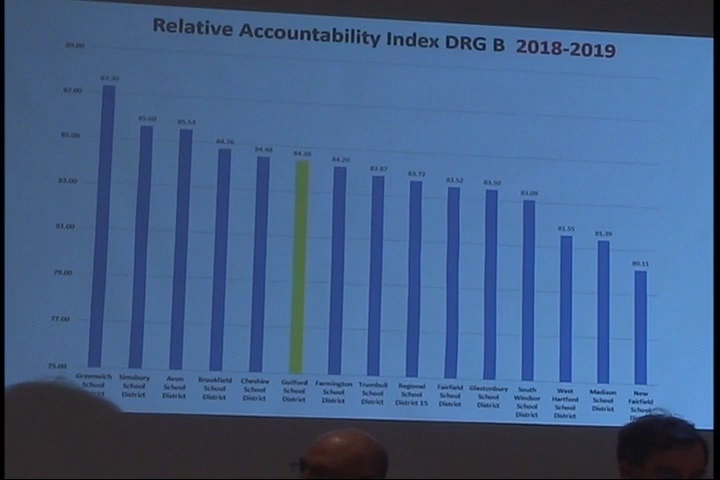 Relative Accountability Index DRG B 2018-2019
89.00
87.00
85.00
83.00
81.00
79.00
77.00
75.00
87.30
85.60
85.53
84.76
84.48
84.36
84.20
83.87
83.72
83.52
83.50
83.09
81.55
81.39
80.11
Greenwich
School
Simsbury
School
District
Avon
School
District
Brookfield
School
District
Cheshire
School
District
Guilford
School
District
Farmington
School
District
Trumbull
School
District
Regional
School
District 15
Fairfield
School
District
Glastonbury
School
District
South
Windsor
School
District
West
Hartford
School
District
Madison
School
District
New
Fairfield
School